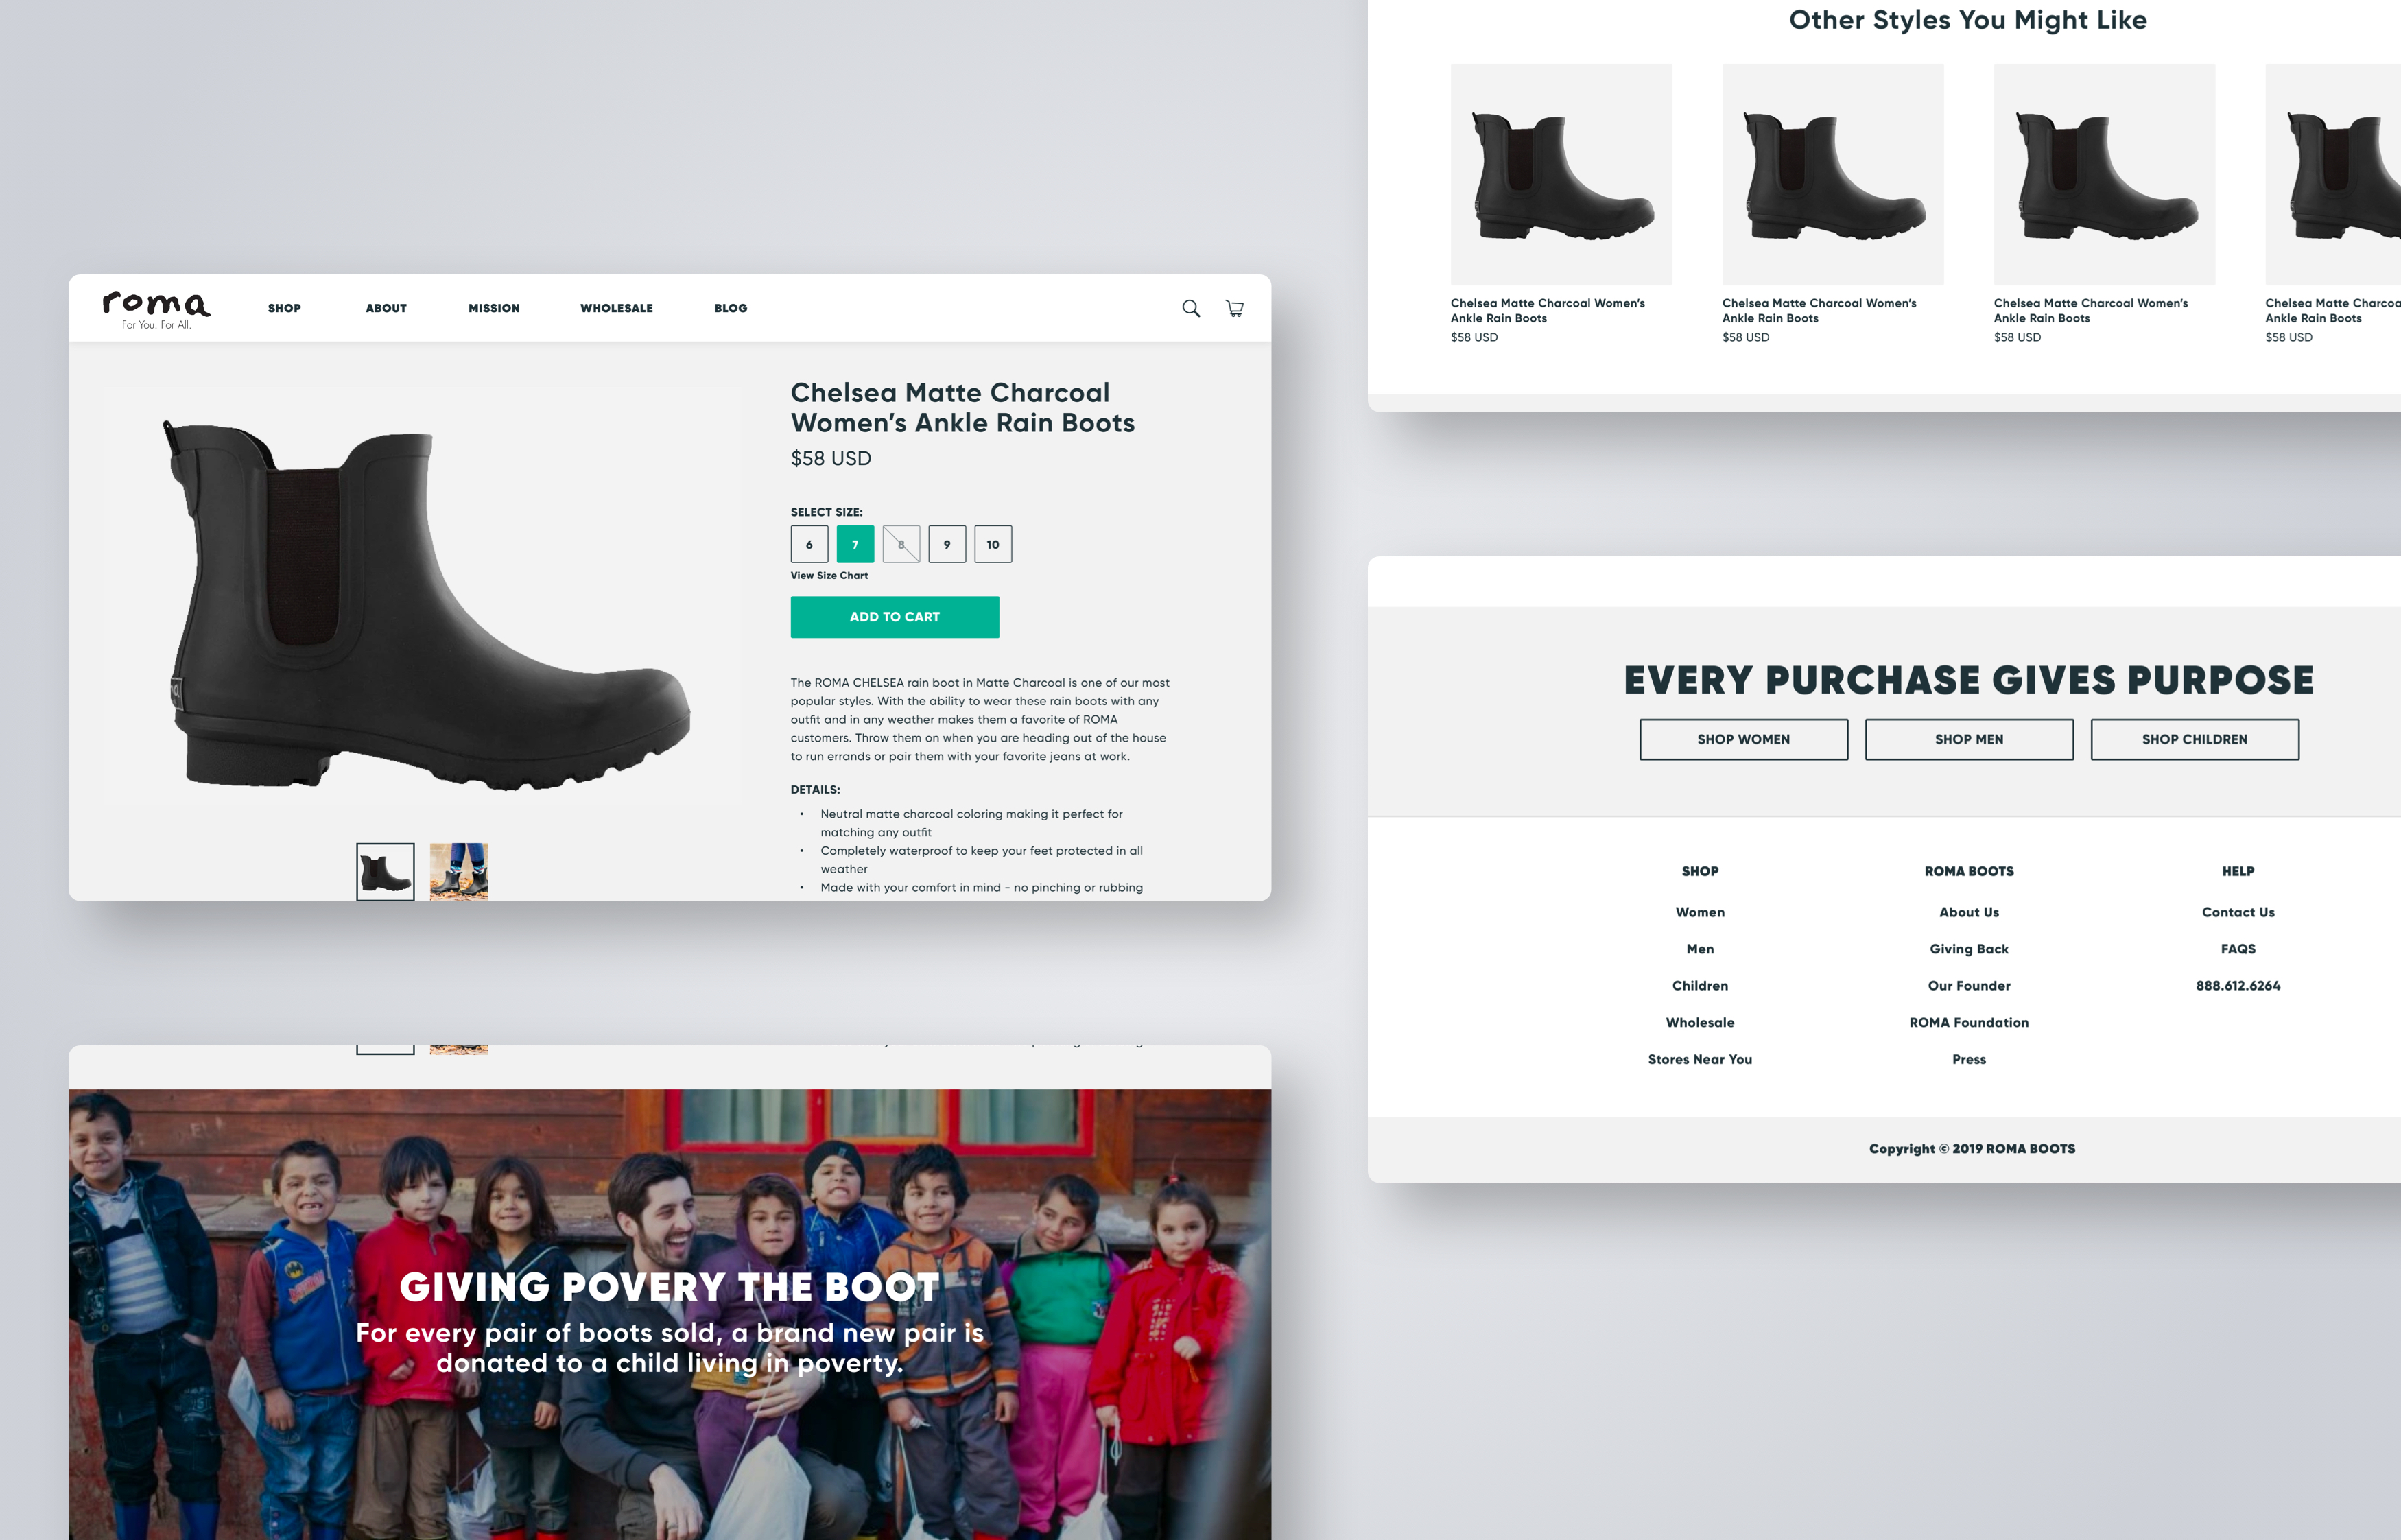 roma
For You. For All.
SHOP
ABOUT
MISSION
WHOLESALE
BLOG
Chelsea Matte Charcoal
Women’s Ankle Rain Boots
$58 USD
SELECT SIZE:
6
7
8
9
10
View Size Chart
ADD TO CART
The ROMA CHELSEA rain boot in Matte Charcoal is one of our most
popular styles. With the ability to wear these rain boots with any
outfit and in any weather makes them a favorite of ROMA
customers. Throw them on when you are heading out of the house
to run errands or pair them with your favorite jeans at work.
DETAILS:
• Neutral matte charcoal coloring making it perfect for
matching any outfit
• Completely waterproof to keep your feet protected in all
weather
• Made with your comfort in mind - no pinching or rubbing
GIVING POVERY THE BOOT
For every pair of boots sold, a brand new pair is
donated to a child living in poverty.
Other Styles You Might Like
Chelsea Matte Charcoal Women’s
Ankle Rain Boots
$58 USD
Chelsea Matte Charcoal Women’s
Ankle Rain Boots
$58 USD
Chelsea Matte Charcoal Women’s
Ankle Rain Boots
$58 USD
Chelsea Matte
Ankle Rain Boots
$58 USD
EVERY PURCHASE GIVES PURPOSE
SHOP WOMEN
SHOP MEN
SHOP CHILDREN
SHOP
Women
Men
Children
Wholesale
Stores Near You
ROMA BOOTS
About Us
Giving Back
Our Founder
ROMA Foundation
Press
HELP
Contact Us
FAQS
888.612.6264
Copyright © 2019 ROMA BOOTS